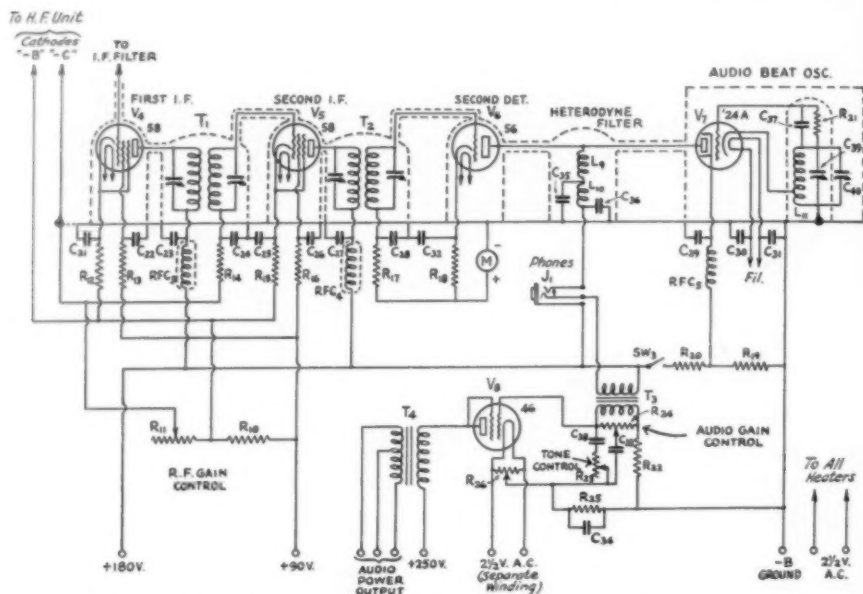 To H.F. Unit
Cathodes
"-B" "-C"
TO
I.F. FILTER
AUDIO BEAT OSC.
FIRST I.F.
T1
SECOND I.F.
T2
SECOND DET.
HETERODYNE
FILTER
V4
58
V5
58
V6
56
V7
'24A
C37
R21
C39
C40
L9
L10
L11
C35
C36
C21
C22
C23
C24
C25
C26
C27
C28
C32
C29
C30
C31
R12
R13
RFC3
R14
R15
R16
RFC4
R17
R18
-
M
+
Phones
J1
RFC5
Fil.
SW3
R20
R19
T3
R24
V8
46
T4
AUDIO GAIN
CONTROL
C38
TONE
CONTROL
R23
R22
R11
R10
R.F. GAIN
CONTROL
R26
R25
C34
To All
Heaters
+180V.
+90V.
AUDIO
POWER
OUTPUT
+250V.
2½V. A.C.
(Separate
Winding)
-B
GROUND
2½V.
A.C.